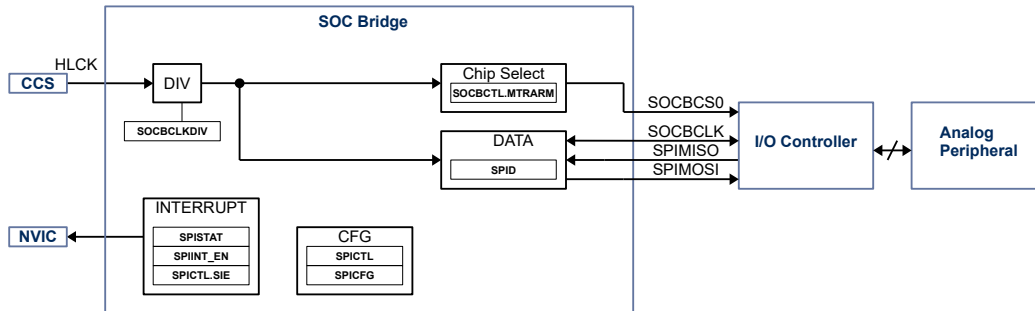 SOC Bridge
HLCK
CCS
DIV
SOCBCLKDIV
Chip Select
SOCBCTL.MTRARM
SOCBCS0
DATA
SPID
SOCBCLK
SPIMISO
SPIMOSI
I/O Controller
Analog
Peripheral
INTERRUPT
SPISTAT
SPIINT_EN
SPICTL.SIE
NVIC
CFG
SPICTL
SPICFG